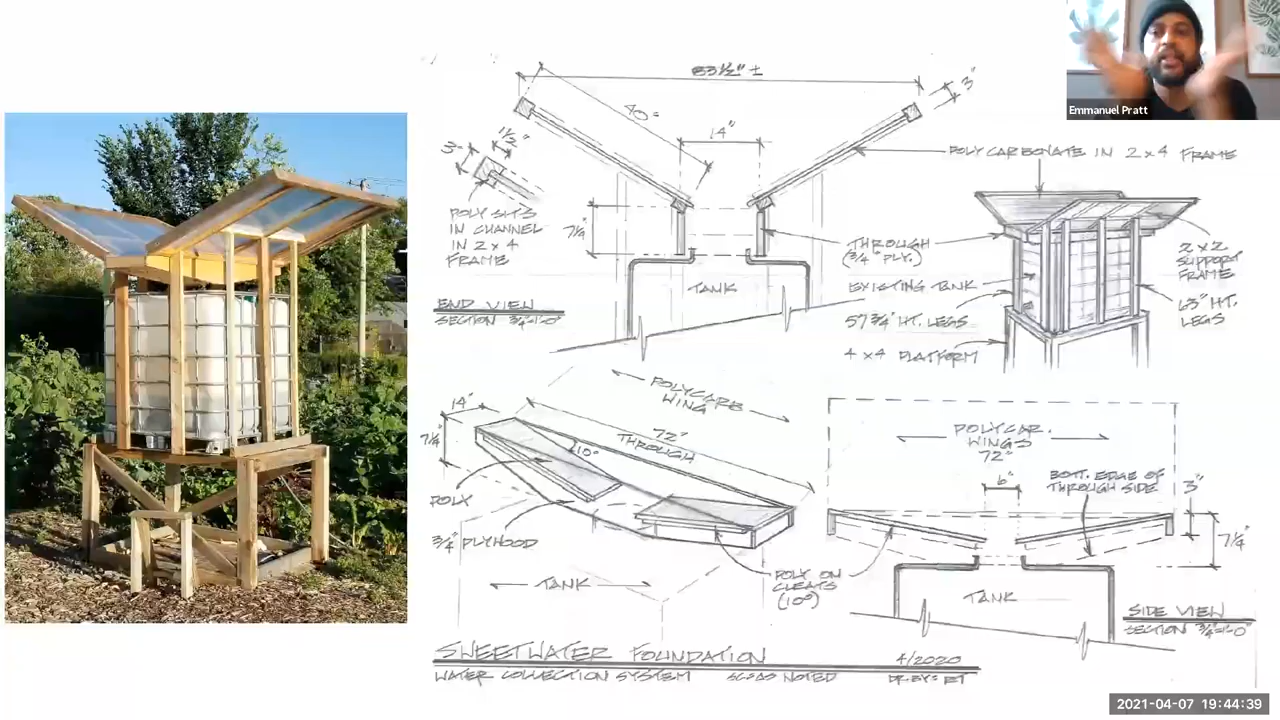 Emmanuel Pratt
83 1/2" ±
3"
40"
14"
1 1/2"
3"
POLYCARBONATE IN 2x4 FRAME
POLY SITS
IN CHANNEL
IN 2x4
FRAME
7 1/4
THROUGH
(3/4" PLY.)
2x2
SUPPORT
FRAME
TANK
EXISTING TANK
END VIEW
SECTION 3/4"=1'-0"
57 3/4" HT. LEGS
63" HT.
LEGS
4x4 PLATFORM
POLYCARB
WING
14"
7 1/4
72"
THROUGH
10°
POLY
3/4" PLYWOOD
TANK
POLY ON
CLEATS
(10°)
POLYCAR.
WINGS
72"
6"
BOTT. EDGE OF
THROUGH SIDE
3"
7 1/4
TANK
SIDE VIEW
SECTION 3/4"=1'-0"
SWEETWATER FOUNDATION
4/2020
WATER COLLECTION SYSTEM
NOTED
2021-04-07 19:44:39